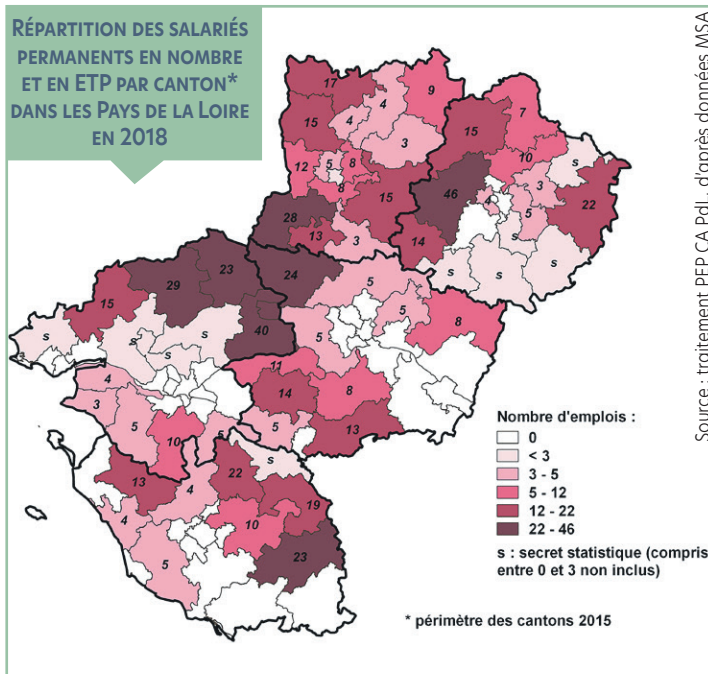 RÉPARTITION DES SALARIÉS
PERMANENTS EN NOMBRE
ET EN ETP PAR CANTON*
DANS LES PAYS DE LA LOIRE
EN 2018
17
4
9
15
4
3
7
15
12
5
8
10
s
8
46
3
22
15
4
5
28
13
3
14
s
s
s
s
23
29
24
5
15
5
s
s
s
s
40
5
8
11
4
14
8
3
5
10
5
5
13
s
13
4
22
19
4
10
5
23
Nombre d'emplois :
0
< 3
3 - 5
5 - 12
12 - 22
22 - 46
s : secret statistique (compris
entre 0 et 3 non inclus)
* périmètre des cantons 2015
Source : traitement PEP CA PdL, d'après données MSA